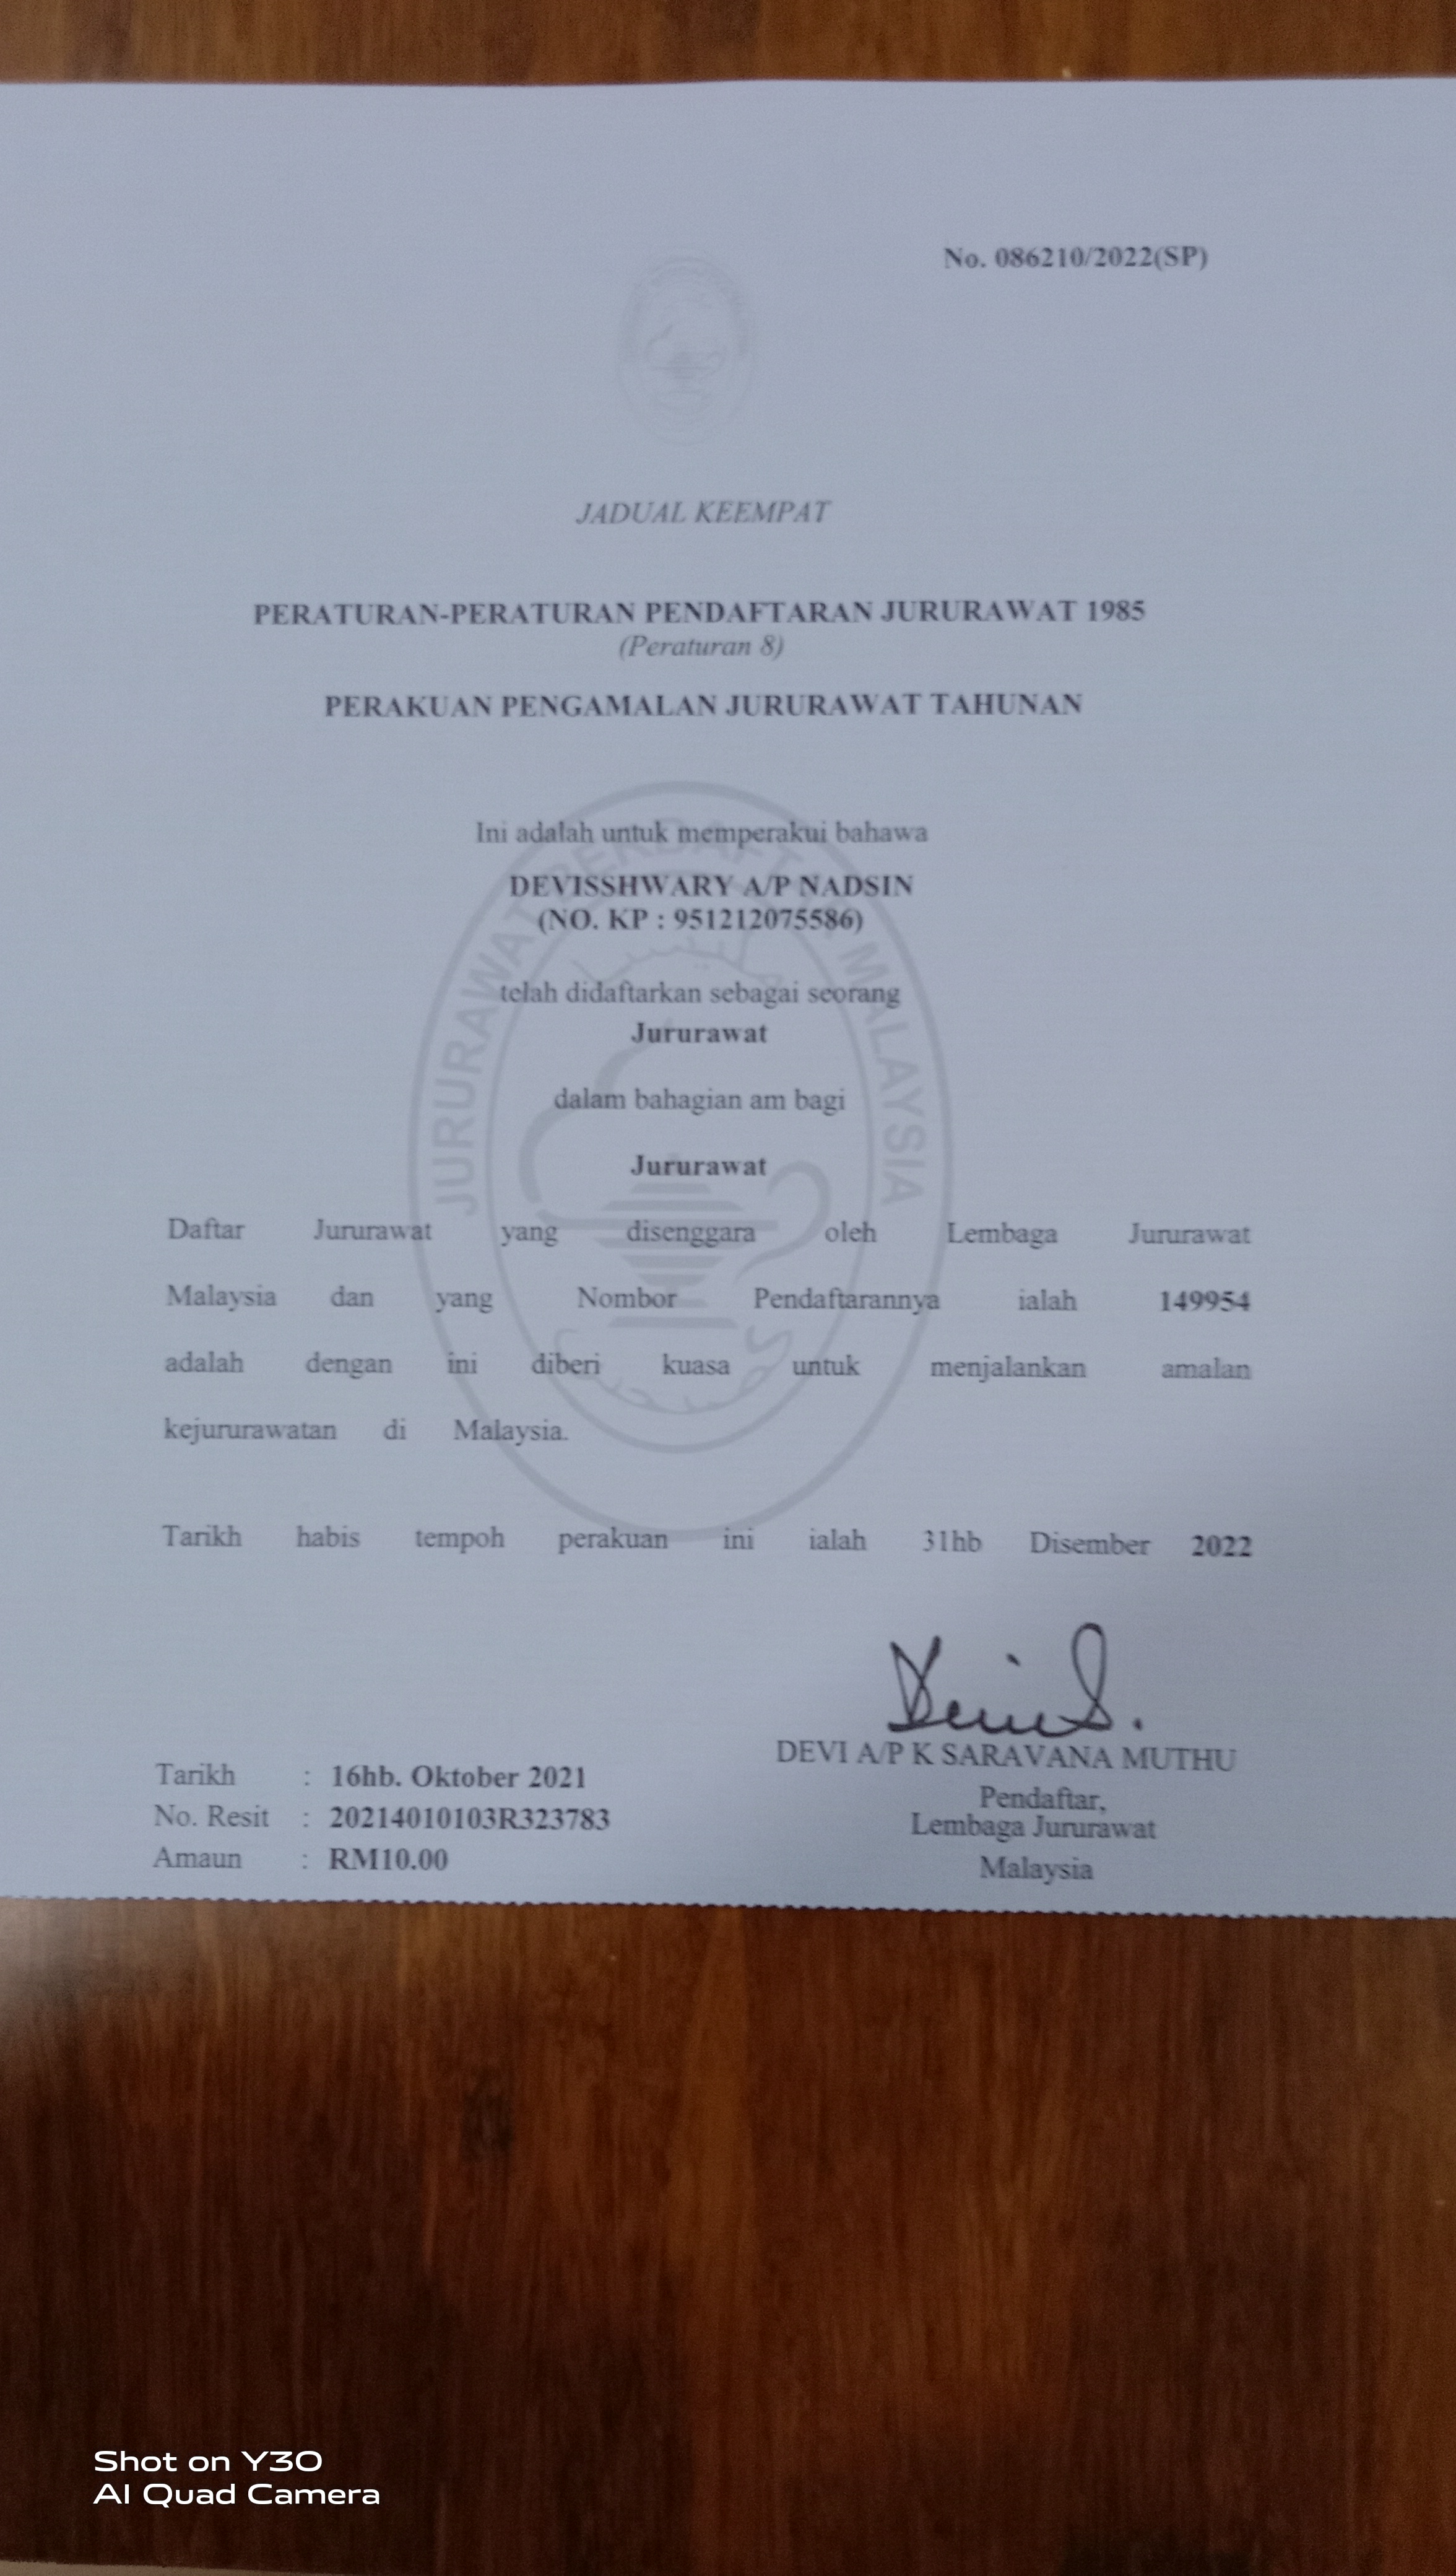 No. 086210/2022(SP)
JADUAL KEEMPAT
PERATURAN-PERATURAN PENDAFTARAN JURURAWAT 1985
(Peraturan 8)
PERAKUAN PENGAMALAN JURURAWAT TAHUNAN
Ini adalah untuk memperakui bahawa
DEVISSHWARY A/P NADSIN
(NO. KP : 951212075586)
telah didaftarkan sebagai seorang
Jururawat
dalam bahagian am bagi
Jururawat
Daftar Jururawat yang disenggara oleh Lembaga Jururawat
Malaysia dan yang Nombor Pendaftarannya ialah 149954
adalah dengan ini diberi kuasa untuk menjalankan amalan
kejururawatan di Malaysia.
JURURAWAT BERDAFTAR MALAYSIA
Tarikh habis tempoh perakuan ini ialah 31hb Disember 2022
DEVI A/P K SARAVANA MUTHU
Pendaftar,
Lembaga Jururawat
Malaysia
Tarikh : 16hb. Oktober 2021
No. Resit : 20214010103R323783
Amaun : RM10.00
Shot on Y30
AI Quad Camera